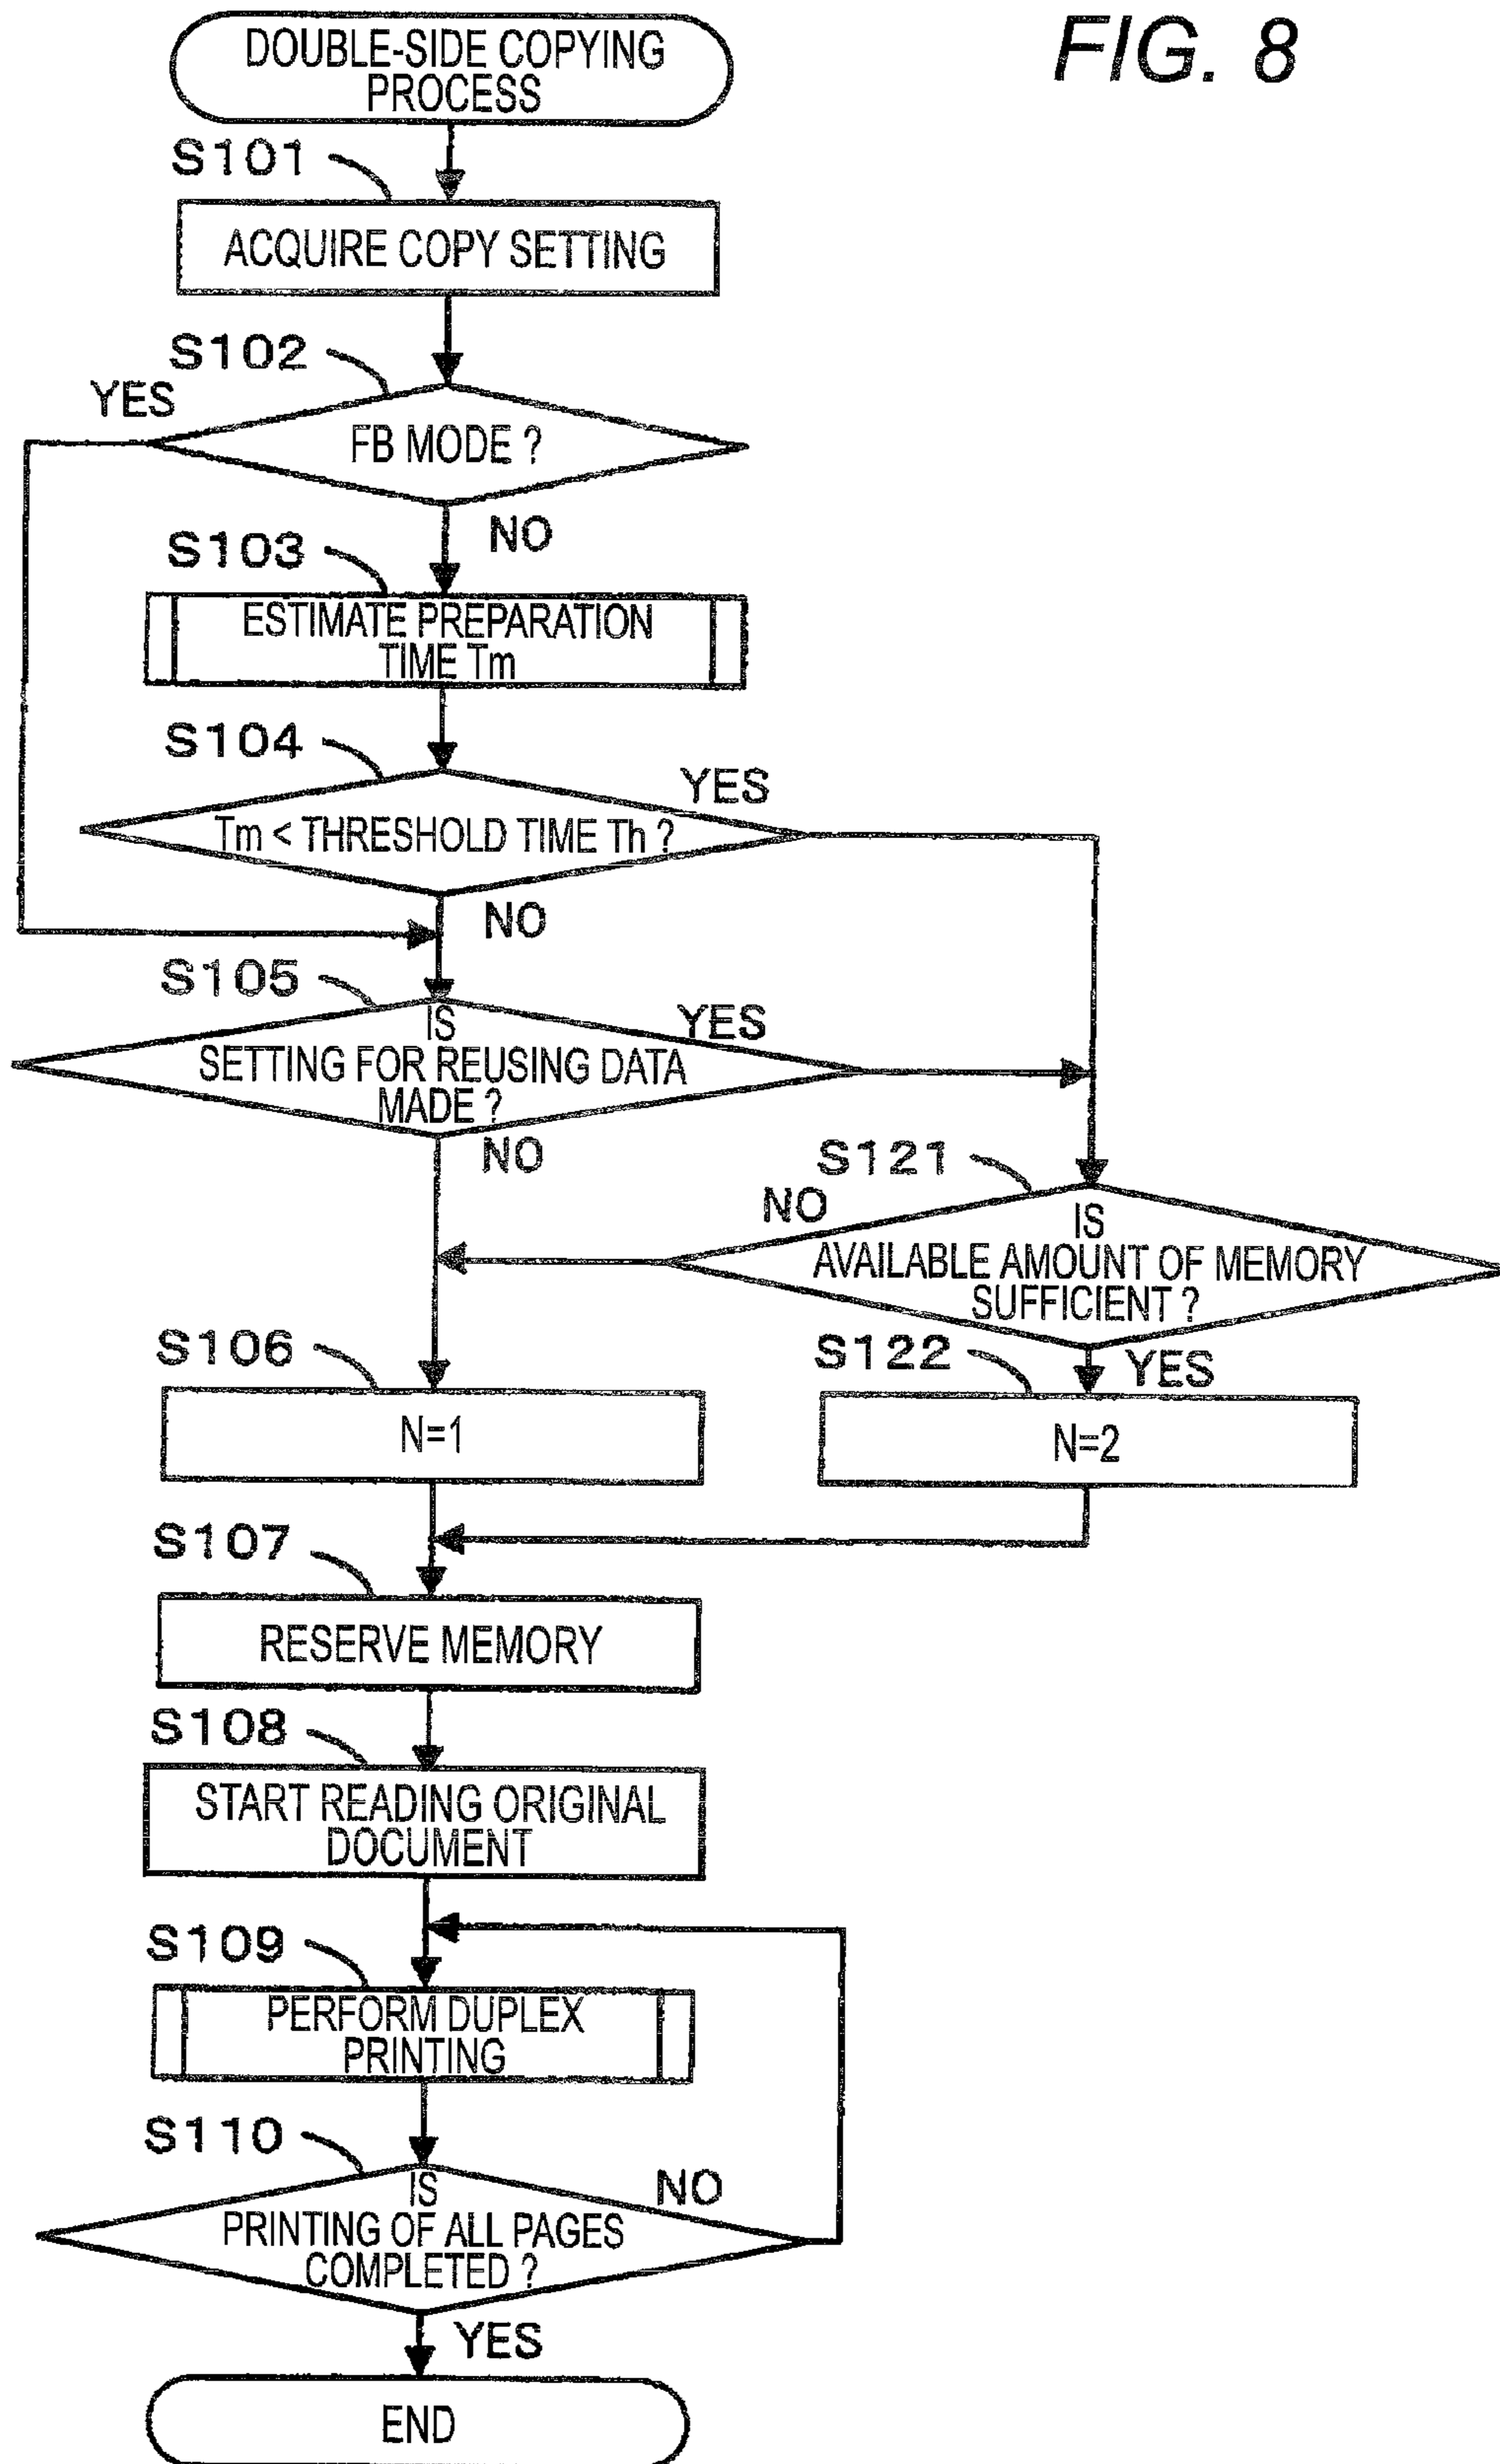 FIG. 8
DOUBLE-SIDE COPYING
PROCESS
S101
ACQUIRE COPY SETTING
S102
YES
FB MODE ?
NO
S103
ESTIMATE PREPARATION
TIME Tm
S104
YES
Tm < THRESHOLD TIME Th ?
NO
S105
YES
IS
SETTING FOR REUSING DATA
MADE ?
NO
S121
NO
IS
AVAILABLE AMOUNT OF MEMORY
SUFFICIENT ?
YES
S106
N=1
S122
N=2
S107
RESERVE MEMORY
S108
START READING ORIGINAL
DOCUMENT
S109
PERFORM DUPLEX
PRINTING
S110
IS
PRINTING OF ALL PAGES
COMPLETED ?
NO
YES
END